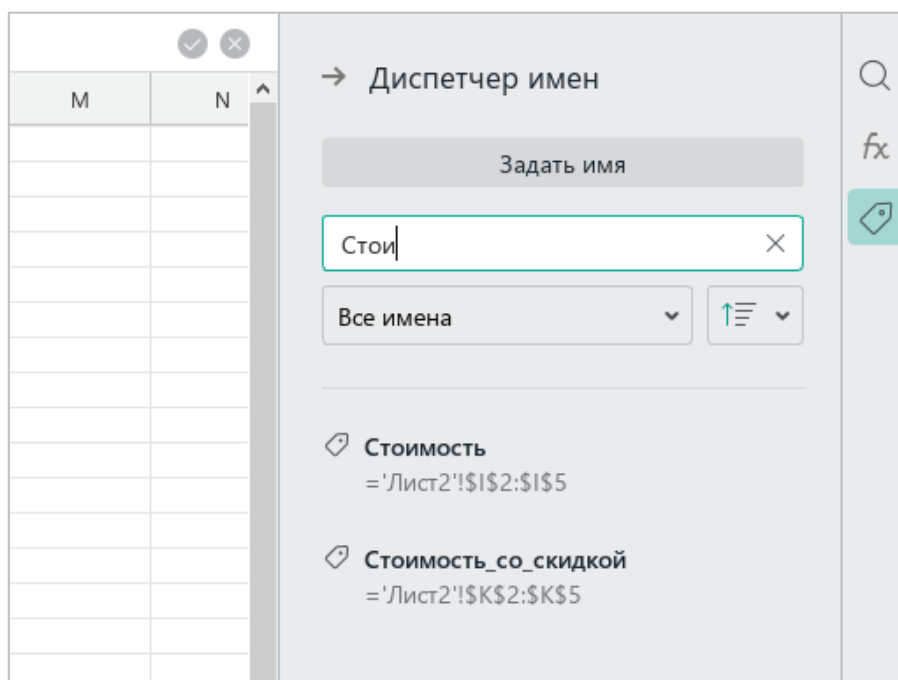 Диспетчер имен
M N
Задать имя
fx
Стои
Все имена
Стоимость
='Лист2'!$I$2:$I$5
Стоимость_со_скидкой
='Лист2'!$K$2:$K$5